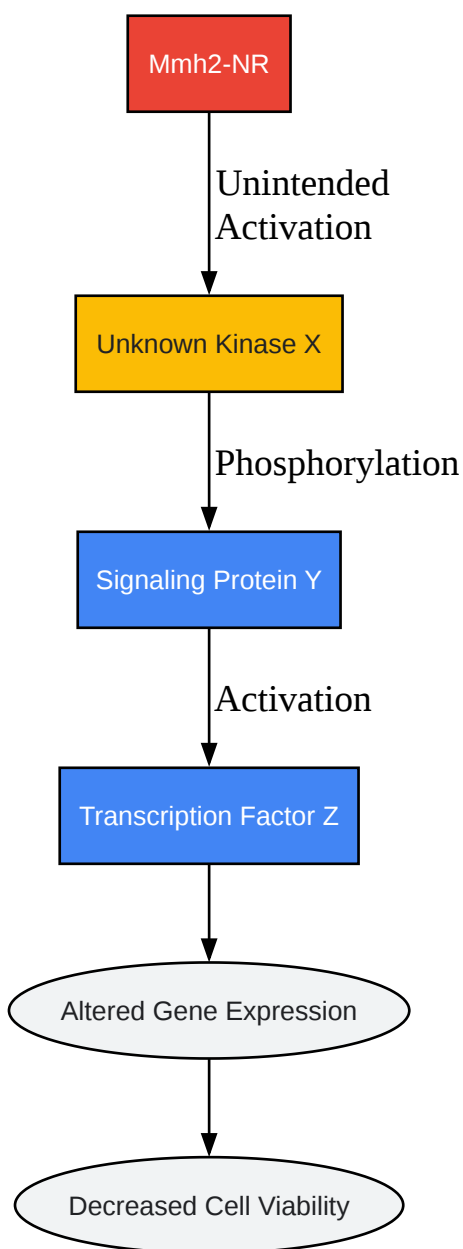 Mmh2-NR
Unintended
Activation
Unknown Kinase X
Phosphorylation
Signaling Protein Y
Activation
Transcription Factor Z
Altered Gene Expression
Decreased Cell Viability